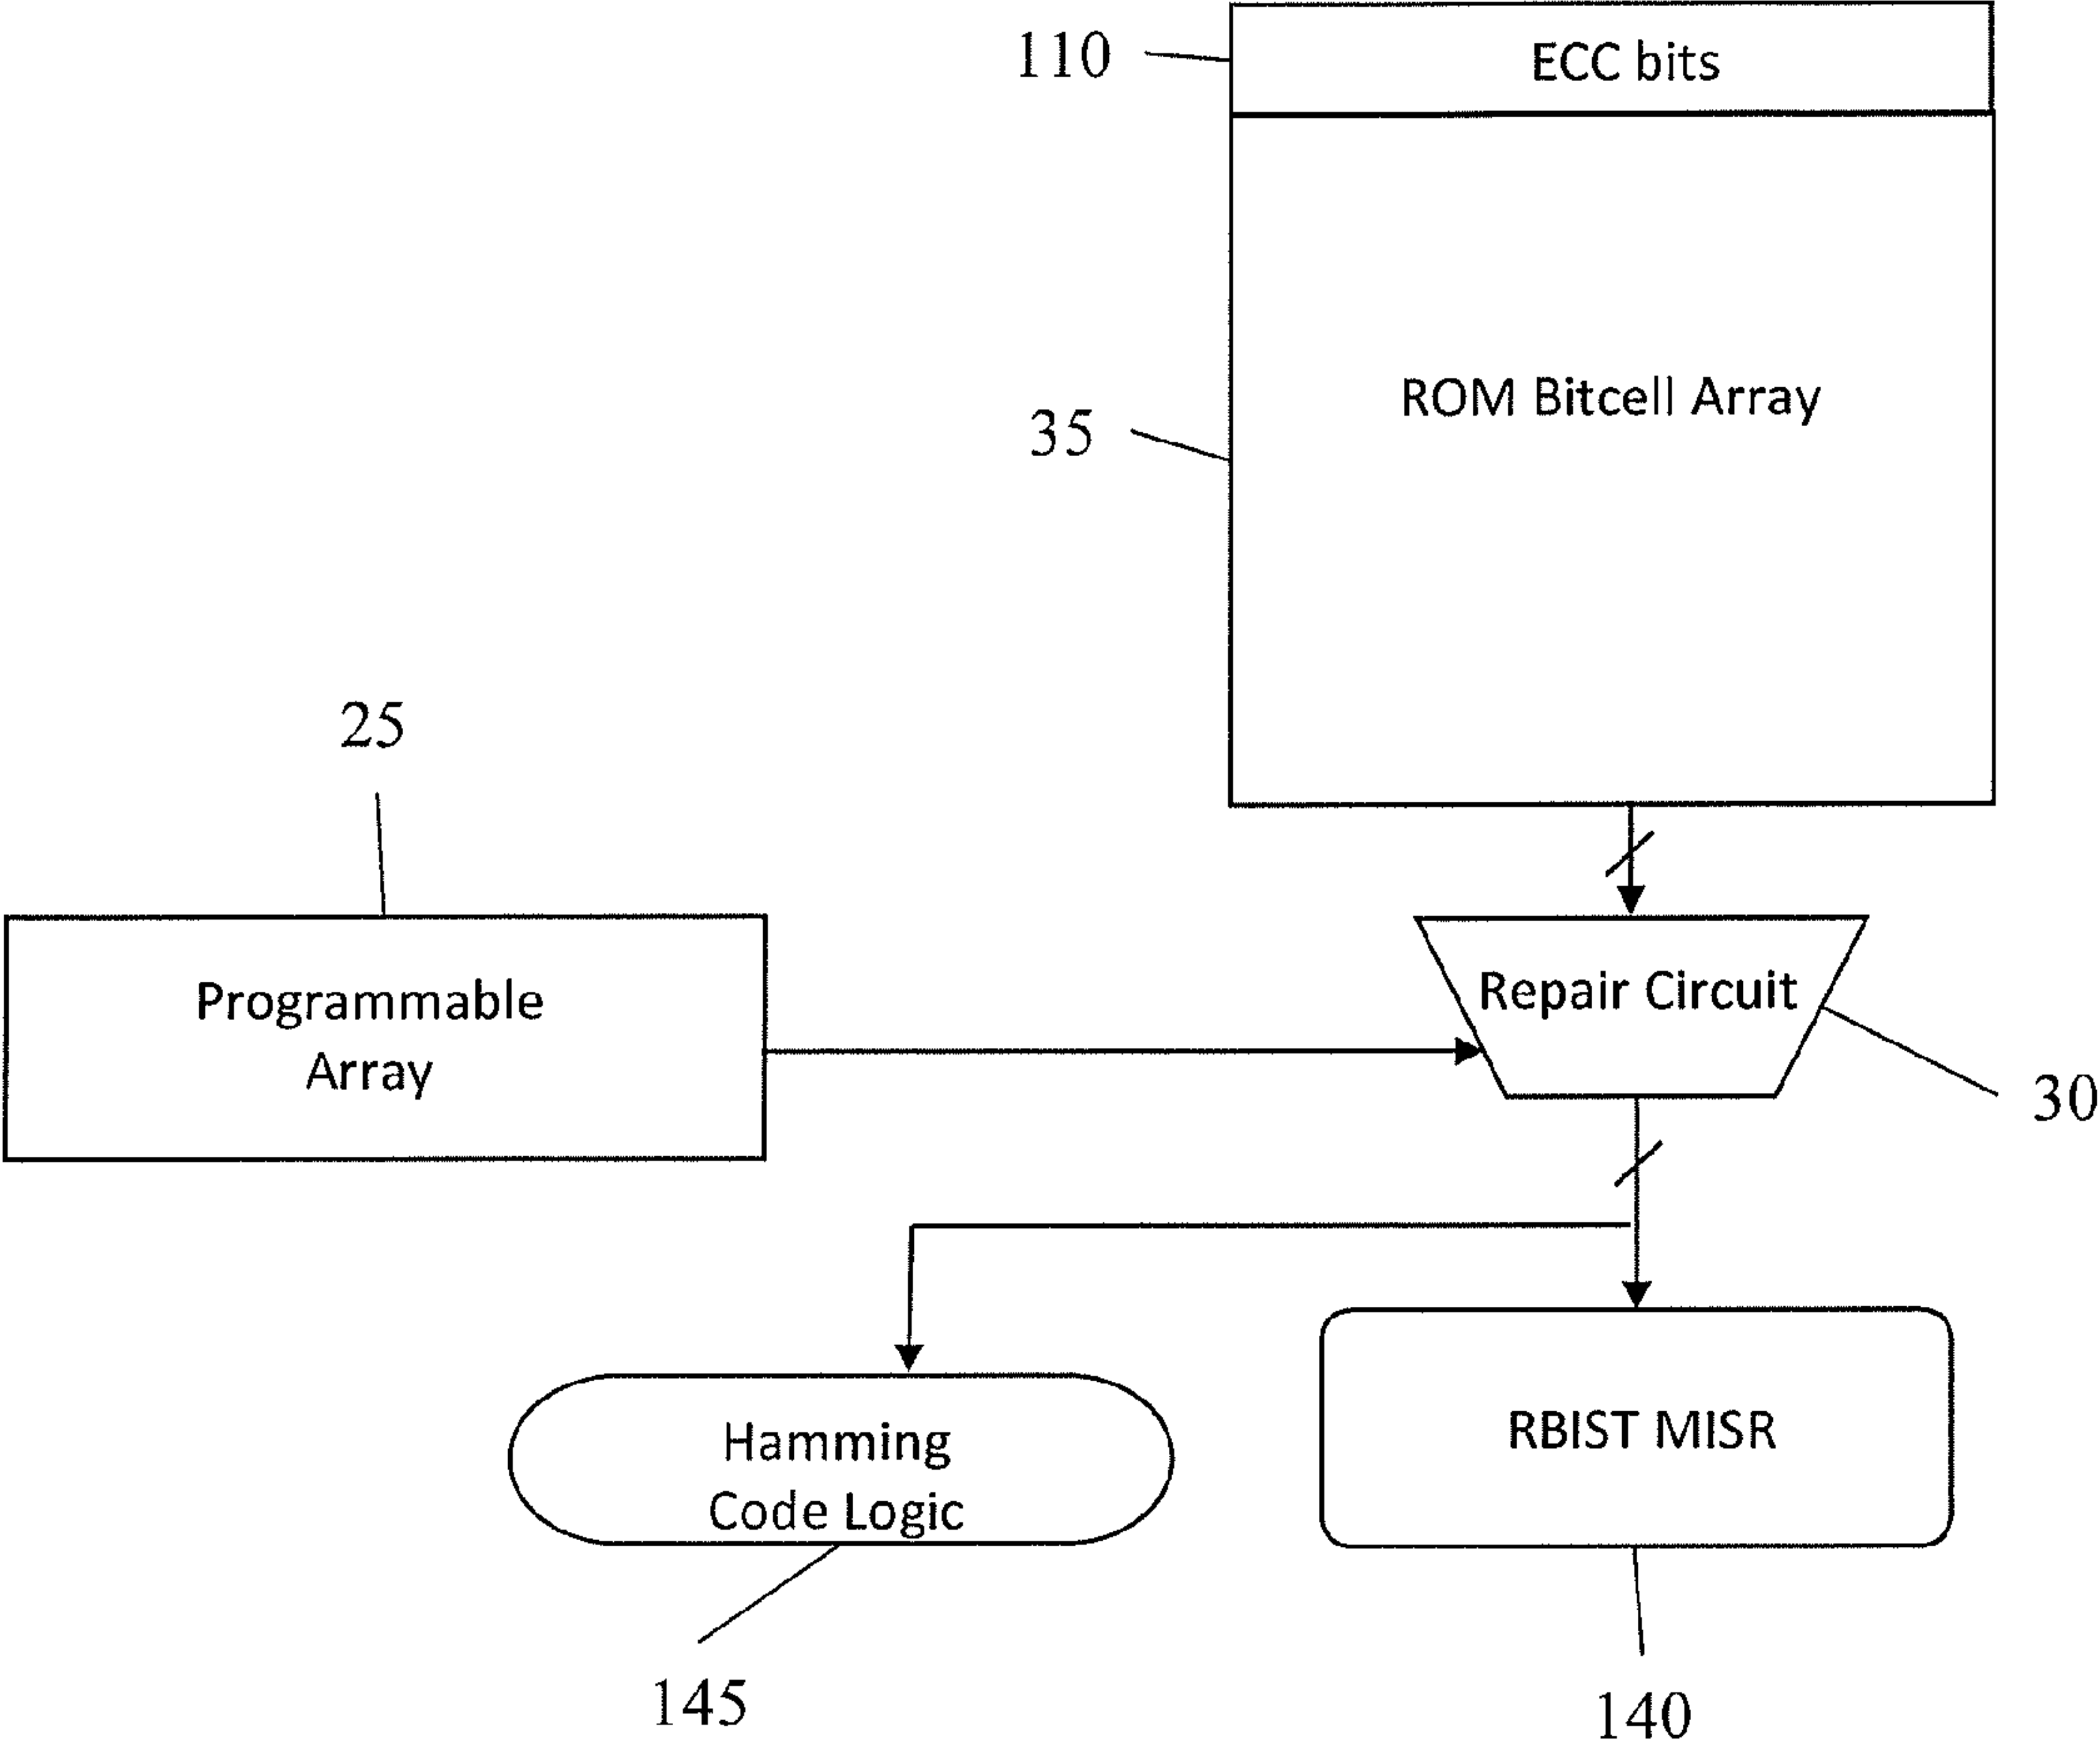 110
ECC bits
ROM Bitcell Array
35
25
Programmable
Array
Repair Circuit
30
Hamming
Code Logic
RBIST MISR
145
140